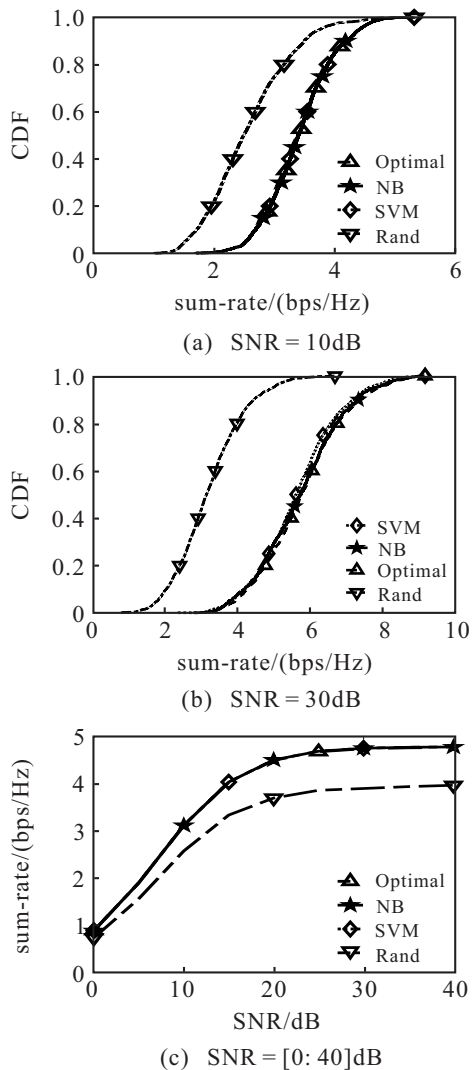 1.0
0.8
0.6
0.4
0.2
0
CDF
Optimal
NB
SVM
Rand
0 2 4 6
sum-rate/(bps/Hz)
(a) SNR = 10dB
1.0
0.8
0.6
0.4
0.2
0
CDF
SVM
NB
Optimal
Rand
0 2 4 6 8 10
sum-rate/(bps/Hz)
(b) SNR = 30dB
5
4
3
2
1
0
sum-rate/(bps/Hz)
Optimal
NB
SVM
Rand
0 10 20 30 40
SNR/dB
(c) SNR = [0: 40]dB